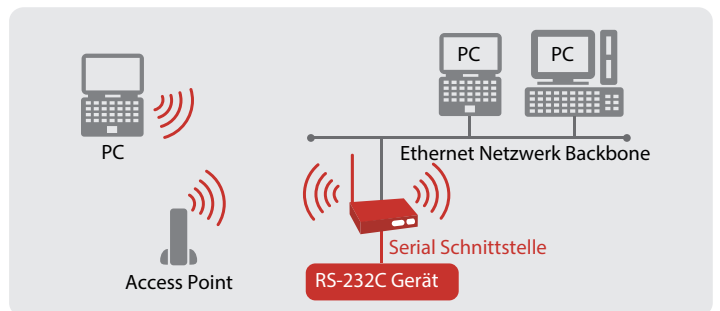 PC
PC
PC
Ethernet Netzwerk Backbone
Serial Schnittstelle
Access Point
RS-232C Gerät